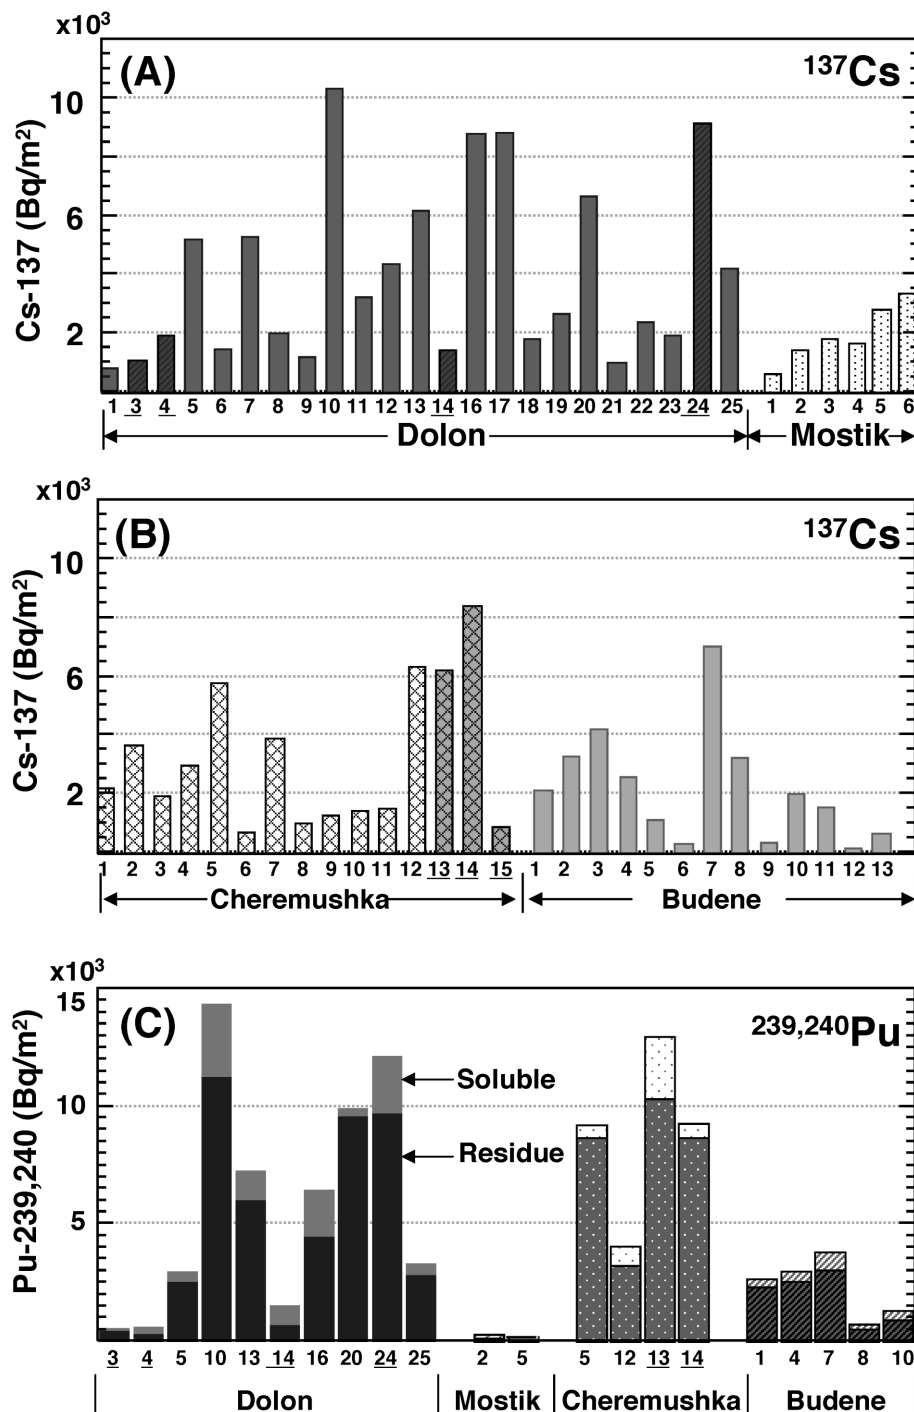 x10³
(A)
¹³⁷Cs
Cs-137 (Bq/m²)
10
6
2
1 3 4 5 6 7 8 9 10 11 12 13 14 16 17 18 19 20 21 22 23 24 25 1 2 3 4 5 6
Dolon Mostik
x10³
(B)
¹³⁷Cs
Cs-137 (Bq/m²)
10
6
2
1 2 3 4 5 6 7 8 9 10 11 12 13 14 15 1 2 3 4 5 6 7 8 9 10 11 12 13
Cheremushka Budene
x10³
15
(C)
²³⁹,²⁴⁰Pu
Pu-239,240 (Bq/m²)
Soluble
10
Residue
5
3 4 5 10 13 14 16 20 24 25 2 5 5 12 13 14 1 4 7 8 10
Dolon Mostik Cheremushka Budene